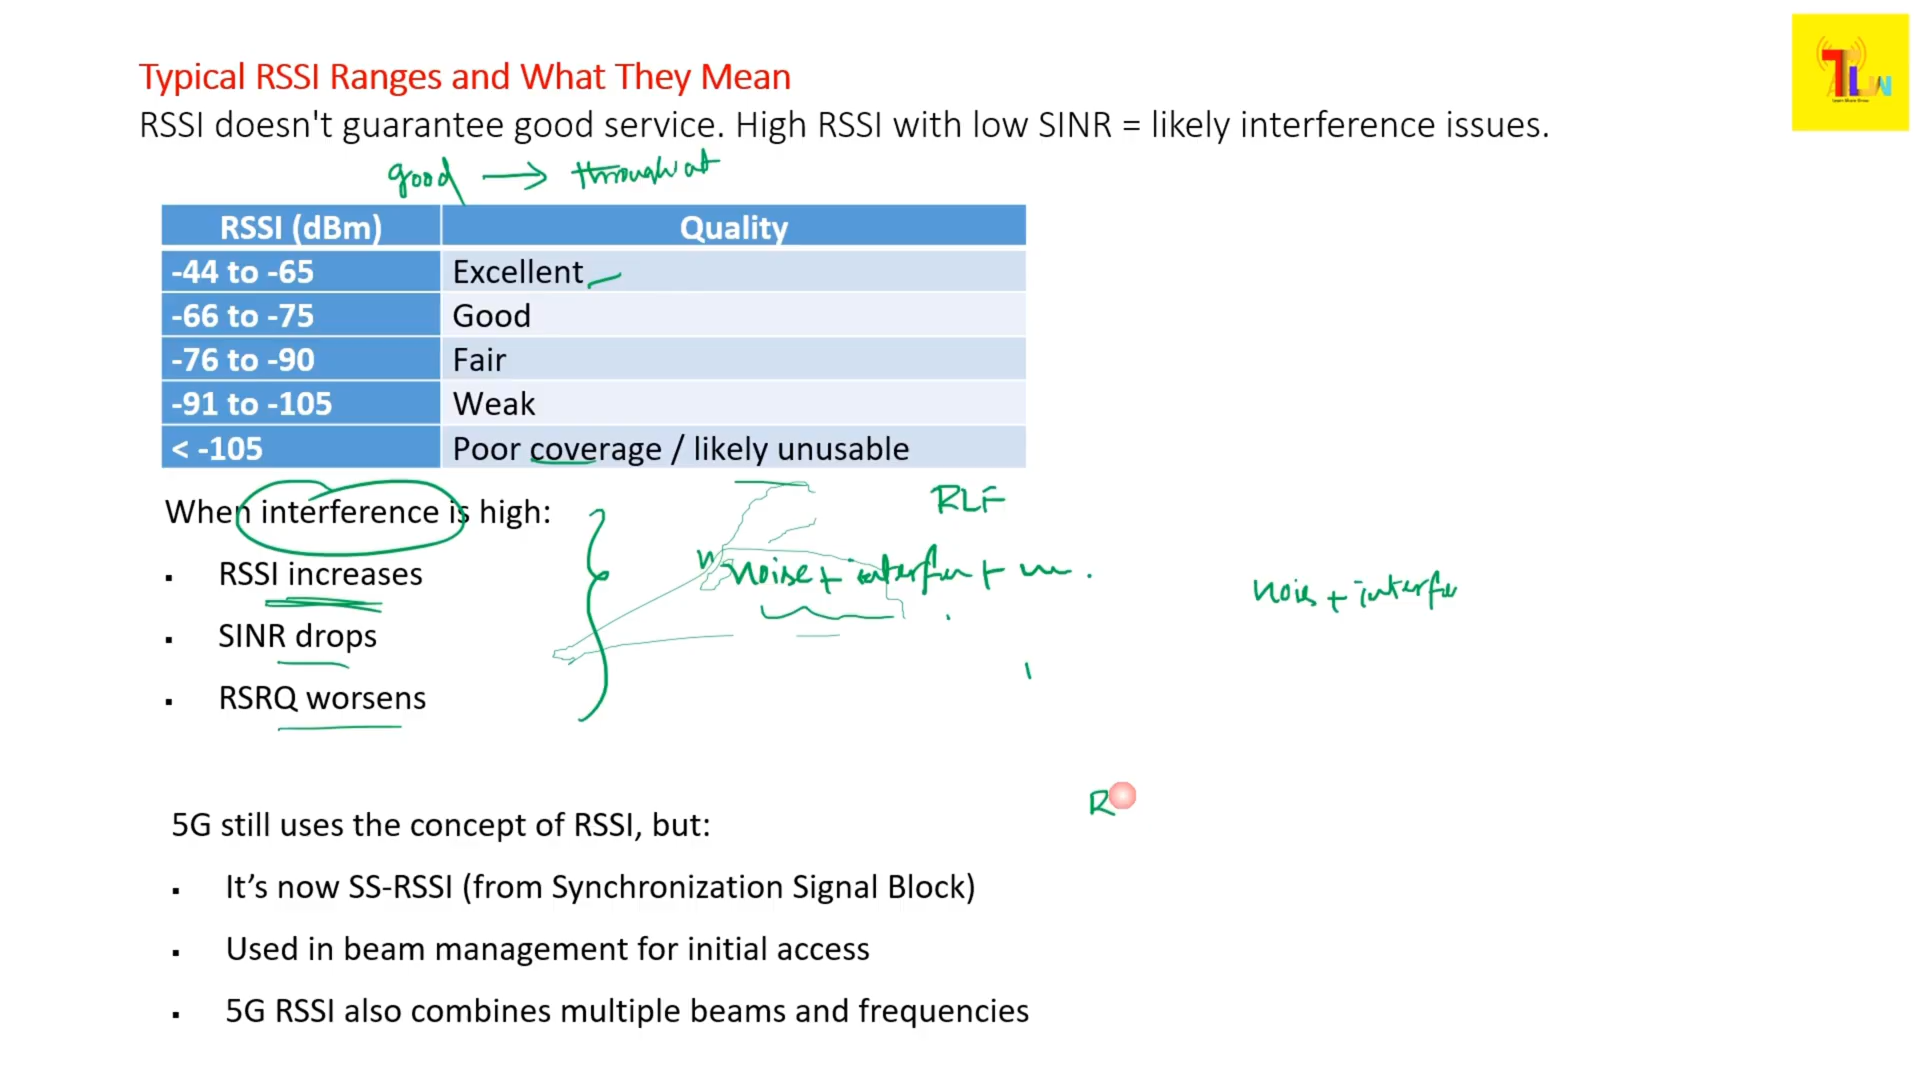 Typical RSSI Ranges and What They Mean
RSSI doesn't guarantee good service. High RSSI with low SINR = likely interference issues.
good →
RSSI (dBm) Quality
-44 to -65 Excellent
-66 to -75 Good
-76 to -90 Fair
-91 to -105 Weak
< -105 Poor coverage / likely unusable
When interference is high:
RLF
▪ RSSI increases
noise +
▪ SINR drops
▪ RSRQ worsens
R
5G still uses the concept of RSSI, but:
▪ It’s now SS-RSSI (from Synchronization Signal Block)
▪ Used in beam management for initial access
▪ 5G RSSI also combines multiple beams and frequencies